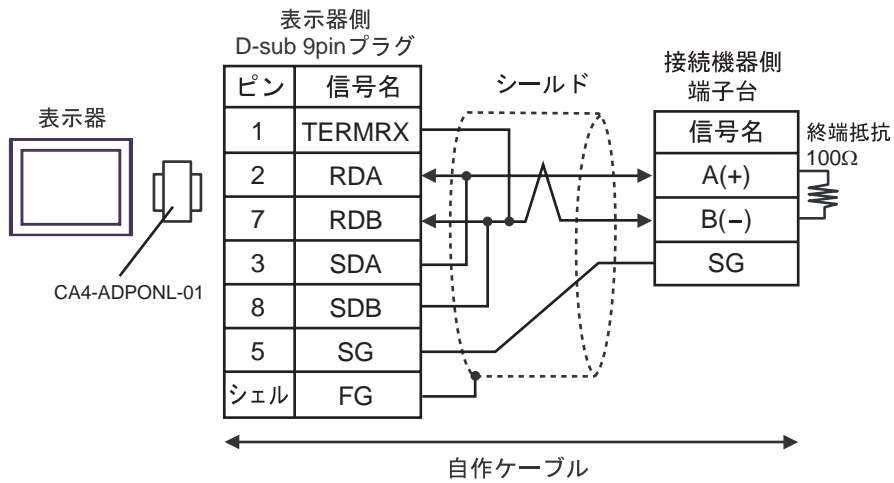 表示器側
D-sub 9pinプラグ
ピン 信号名
1 TERMRX
2 RDA
7 RDB
3 SDA
8 SDB
5 SG
シェル FG
シールド
接続機器側
端子台
信号名
A(+)
B(−)
SG
終端抵抗
100Ω
表示器
CA4-ADPONL-01
自作ケーブル